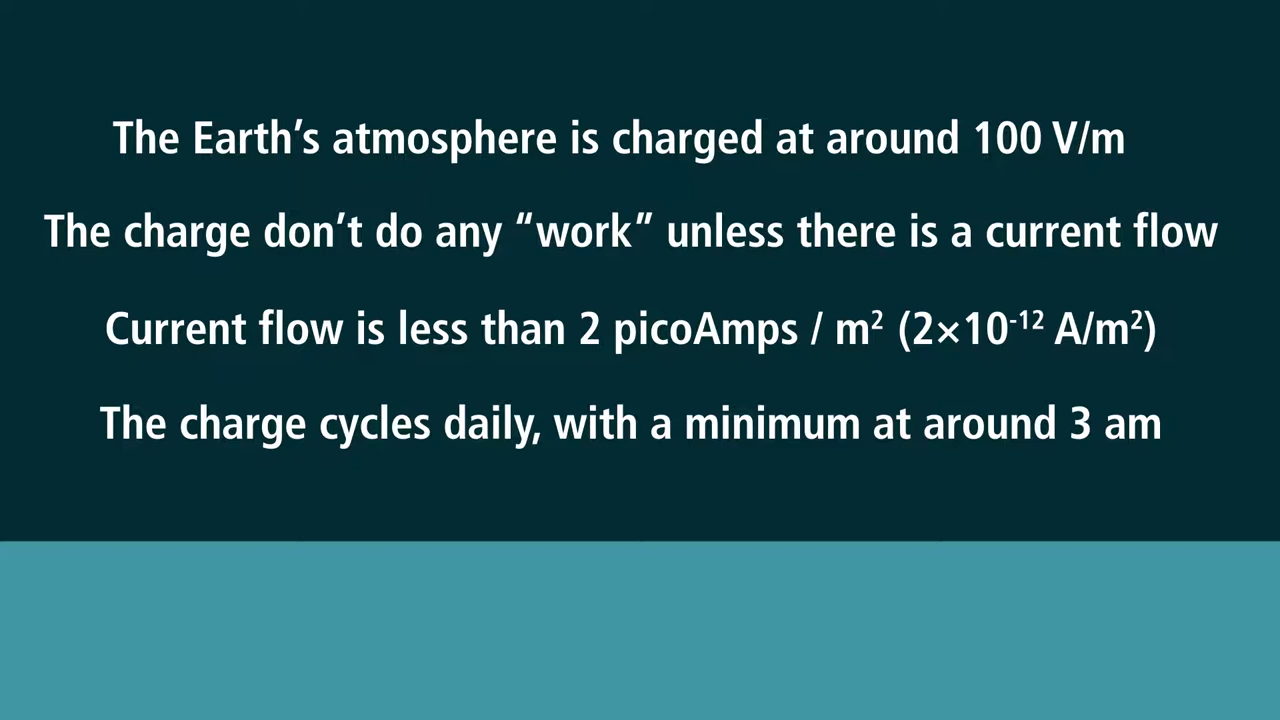 The Earth’s atmosphere is charged at around 100 V/m
The charge don’t do any “work” unless there is a current flow
Current flow is less than 2 picoAmps / m² (2×10⁻¹² A/m²)
The charge cycles daily, with a minimum at around 3 am